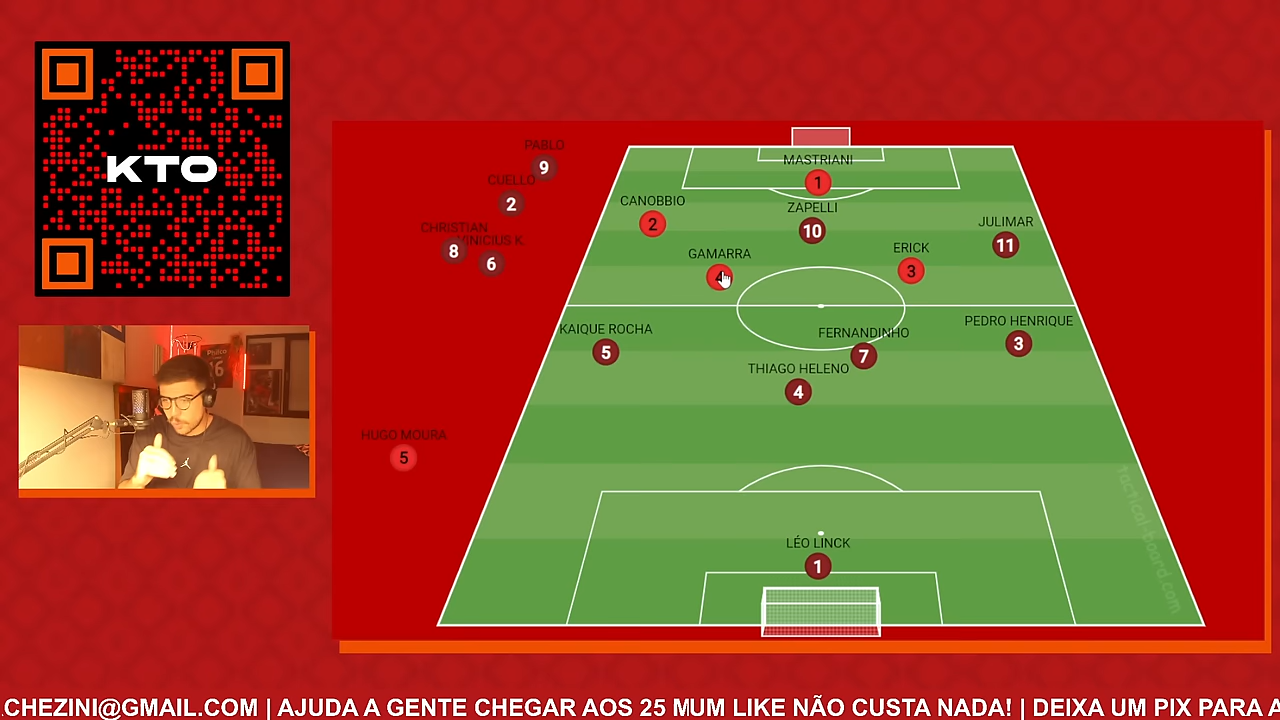 KTO
PABLO
9
CUELLO
2
CHRISTIAN
8
VINICIUS K
6
HUGO MOURA
5
MASTRIANI
1
CANOBBIO
2
ZAPELLI
10
JULIMAR
11
GAMARRA
4
ERICK
3
KAIQUE ROCHA
5
FERNANDINHO
7
PEDRO HENRIQUE
3
THIAGO HELENO
4
LÉO LINCK
1
tactical-board.com
16
CHEZINI@GMAIL.COM | AJUDA A GENTE CHEGAR AOS 25 MUM LIKE NÃO CUSTA NADA! | DEIXA UM PIX PARA A